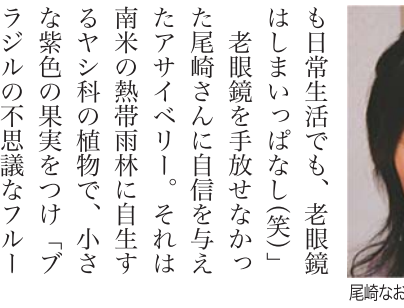 も日常生活でも、老眼鏡
はしまいっぱなし(笑)」
老眼鏡を手放せなかっ
た尾崎さんに自信を与え
たアサイベリー。それは
南米の熱帯雨林に自生す
るヤシ科の植物で、小さ
な紫色の果実をつけ「ブ
ラジルの不思議なフルー
尾崎なお